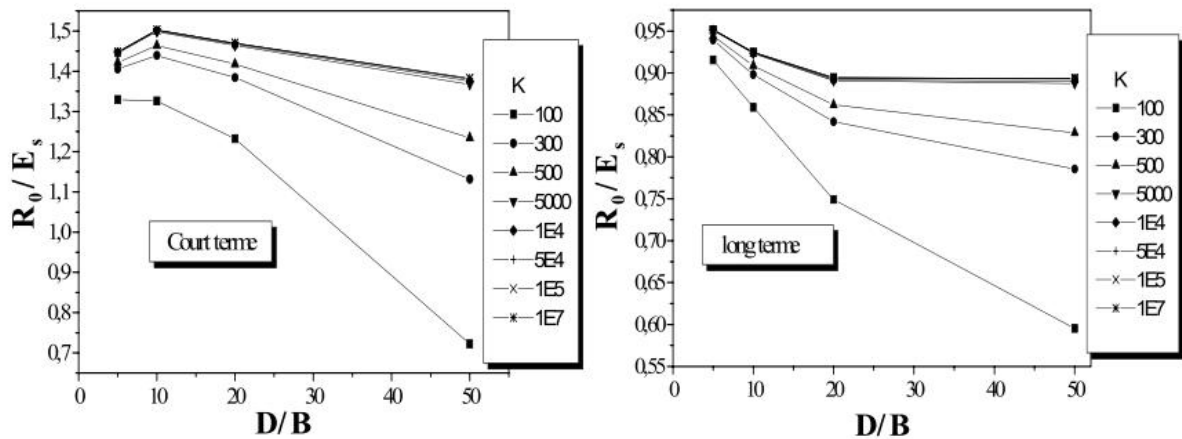 1,5
1,4
1,3
1,2
1,1
1,0
0,9
0,8
0,7
R₀ / Eₛ
0 10 20 30 40 50
D/B
Court terme
K
100
300
500
5000
1E4
5E4
1E5
1E7
0,95
0,90
0,85
0,80
0,75
0,70
0,65
0,60
0,55
R₀ / Eₛ
0 10 20 30 40 50
D/B
long terme
K
100
300
500
5000
1E4
5E4
1E5
1E7